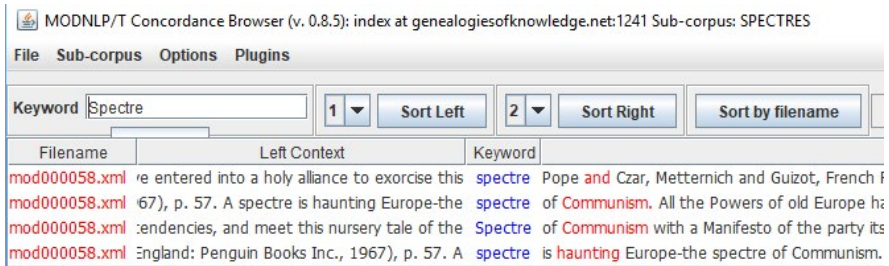 MODNLP/T Concordance Browser (v. 0.8.5): index at genealogiesofknowledge.net:1241 Sub-corpus: SPECTRES
File Sub-corpus Options Plugins
Keyword Spectre 1 Sort Left 2 Sort Right Sort by filename
Filename Left Context Keyword
mod000058.xml entered into a holy alliance to exorcise this spectre Pope and Czar, Metternich and Guizot, French
mod000058.xml 67), p. 57. A spectre is haunting Europe-the spectre of Communism. All the Powers of old Europe
mod000058.xml tendencies, and meet this nursery tale of the Spectre of Communism with a Manifesto of the party its
mod000058.xml England: Penguin Books Inc., 1967), p. 57. A spectre is haunting Europe-the spectre of Communism.